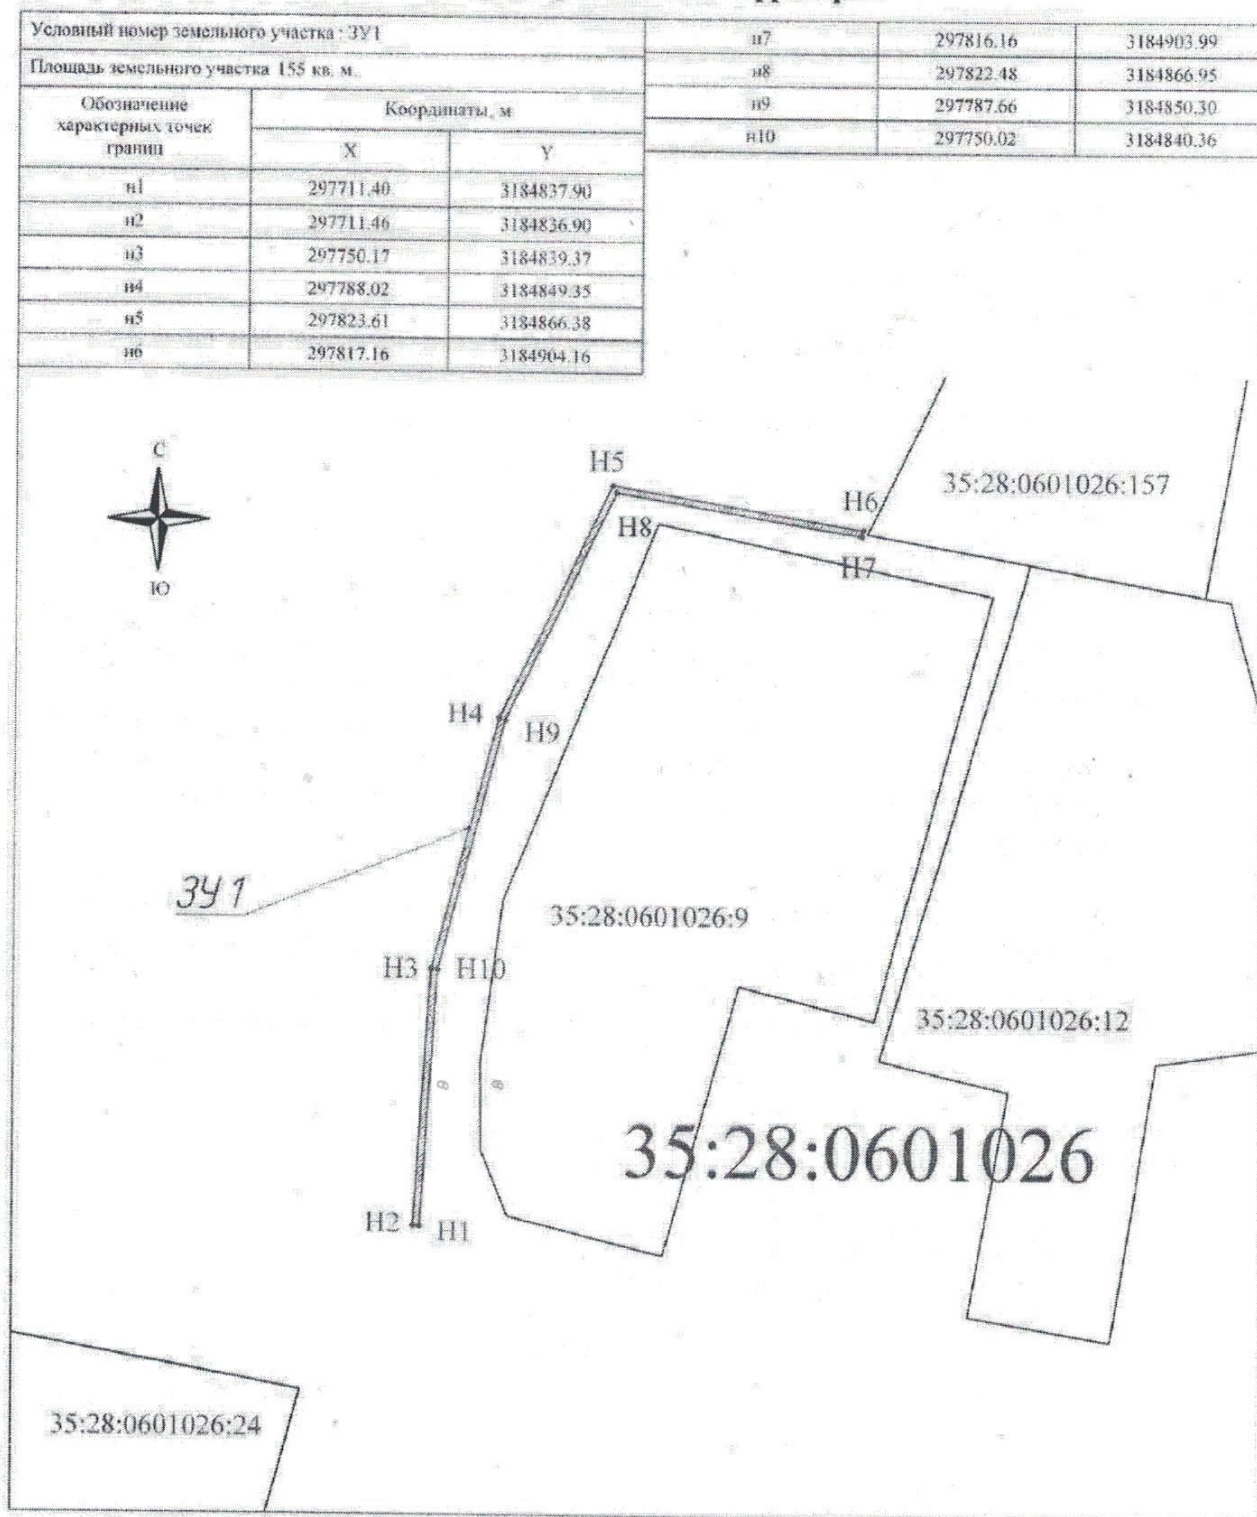 Условный номер земельного участка : ЗУ1
Площадь земельного участка 155 кв. м.
Обозначение характерных точек границ
Координаты, м
X Y
н1 297711.40 3184837.90
н2 297711.46 3184836.90
н3 297750.17 3184839.37
н4 297788.02 3184849.35
н5 297823.61 3184866.38
н6 297817.16 3184904.16
н7 297816.16 3184903.99
н8 297822.48 3184866.95
н9 297787.66 3184850.30
н10 297750.02 3184840.36
С
Ю
Н5
Н6
35:28:0601026:157
Н8
Н7
Н4
Н9
ЗУ 1
35:28:0601026:9
Н3
Н10
35:28:0601026:12
в в
35:28:0601026
Н2
Н1
35:28:0601026:24